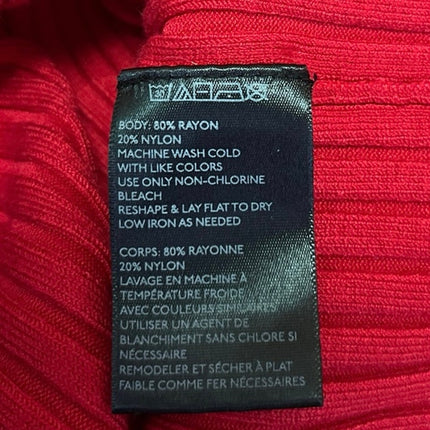 BODY: 80% RAYON
20% NYLON
MACHINE WASH COLD
WITH LIKE COLORS
USE ONLY NON-CHLORINE
BLEACH
RESHAPE & LAY FLAT TO DRY
LOW IRON AS NEEDED
CORPS: 80% RAYONNE
20% NYLON
LAVAGE EN MACHINE À
TEMPÉRATURE FROIDE
AVEC COULEURS SIMILAIRES
UTILISER UN AGENT DE
BLANCHIMENT SANS CHLORE SI
NÉCESSAIRE
REMODELER ET SÉCHER À PLAT
FAIBLE COMME FER NÉCESSAIRE